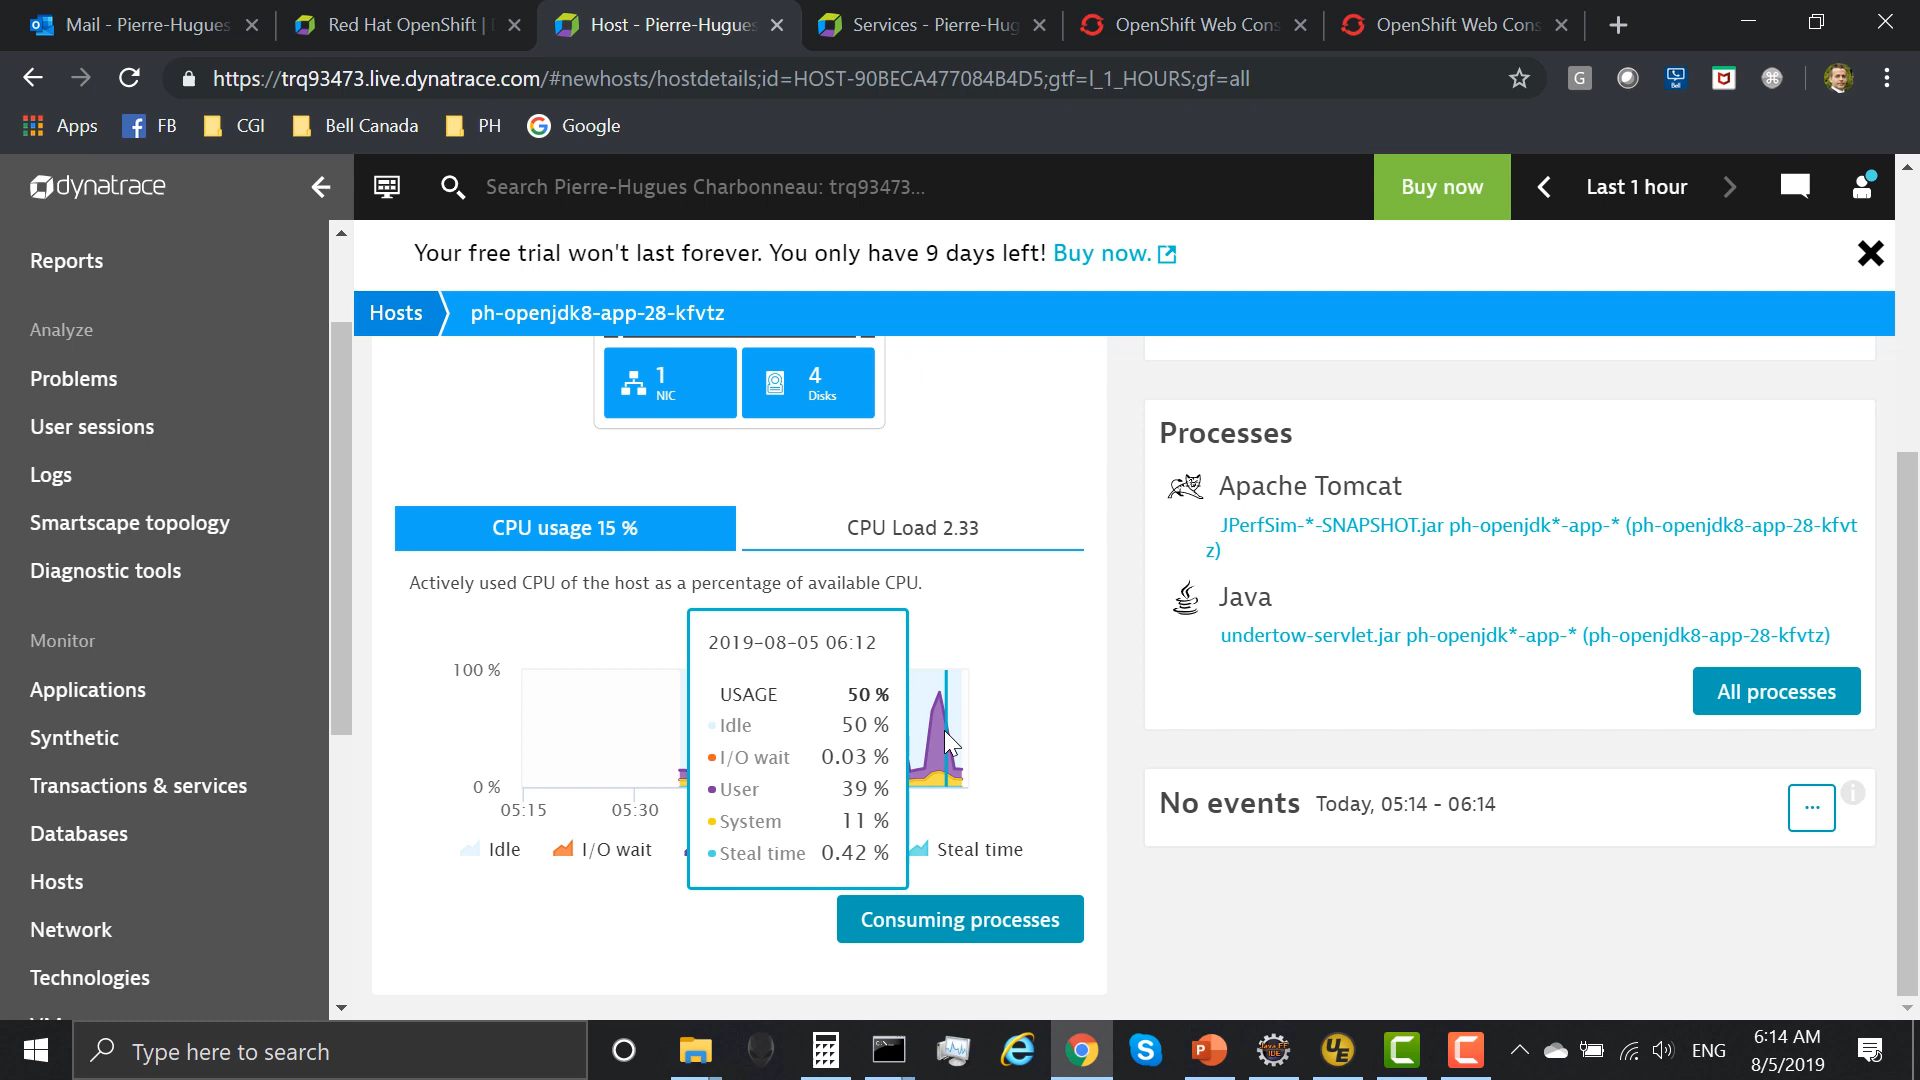 Mail - Pierre-Hugues
Red Hat OpenShift |
Host - Pierre-Hugues
Services - Pierre-Hug
OpenShift Web Cons
OpenShift Web Cons
https://trq93473.live.dynatrace.com/#newhosts/hostdetails;id=HOST-90BECA477084B4D5;gtf=l_1_HOURS;gf=all
Apps FB CGI Bell Canada PH Google
dynatrace
Search Pierre-Hugues Charbonneau: trq93473...
Buy now
Last 1 hour
Your free trial won't last forever. You only have 9 days left! Buy now.
Hosts ph-openjdk8-app-28-kfvtz
Reports
Analyze
Problems
User sessions
Logs
Smartscape topology
Diagnostic tools
Monitor
Applications
Synthetic
Transactions & services
Databases
Hosts
Network
Technologies
1
NIC
4
Disks
CPU usage 15 %
CPU Load 2.33
Actively used CPU of the host as a percentage of available CPU.
100 %
0 %
05:15
05:30
2019-08-05 06:12
USAGE 50 %
Idle 50 %
I/O wait 0.03 %
User 39 %
System 11 %
Steal time 0.42 %
Idle
I/O wait
Steal time
Consuming processes
Processes
Apache Tomcat
JPerfSim-*-SNAPSHOT.jar ph-openjdk*-app-* (ph-openjdk8-app-28-kfvt
z)
Java
undertow-servlet.jar ph-openjdk*-app-* (ph-openjdk8-app-28-kfvtz)
All processes
No events Today, 05:14 - 06:14
...
Type here to search
ENG
6:14 AM
8/5/2019